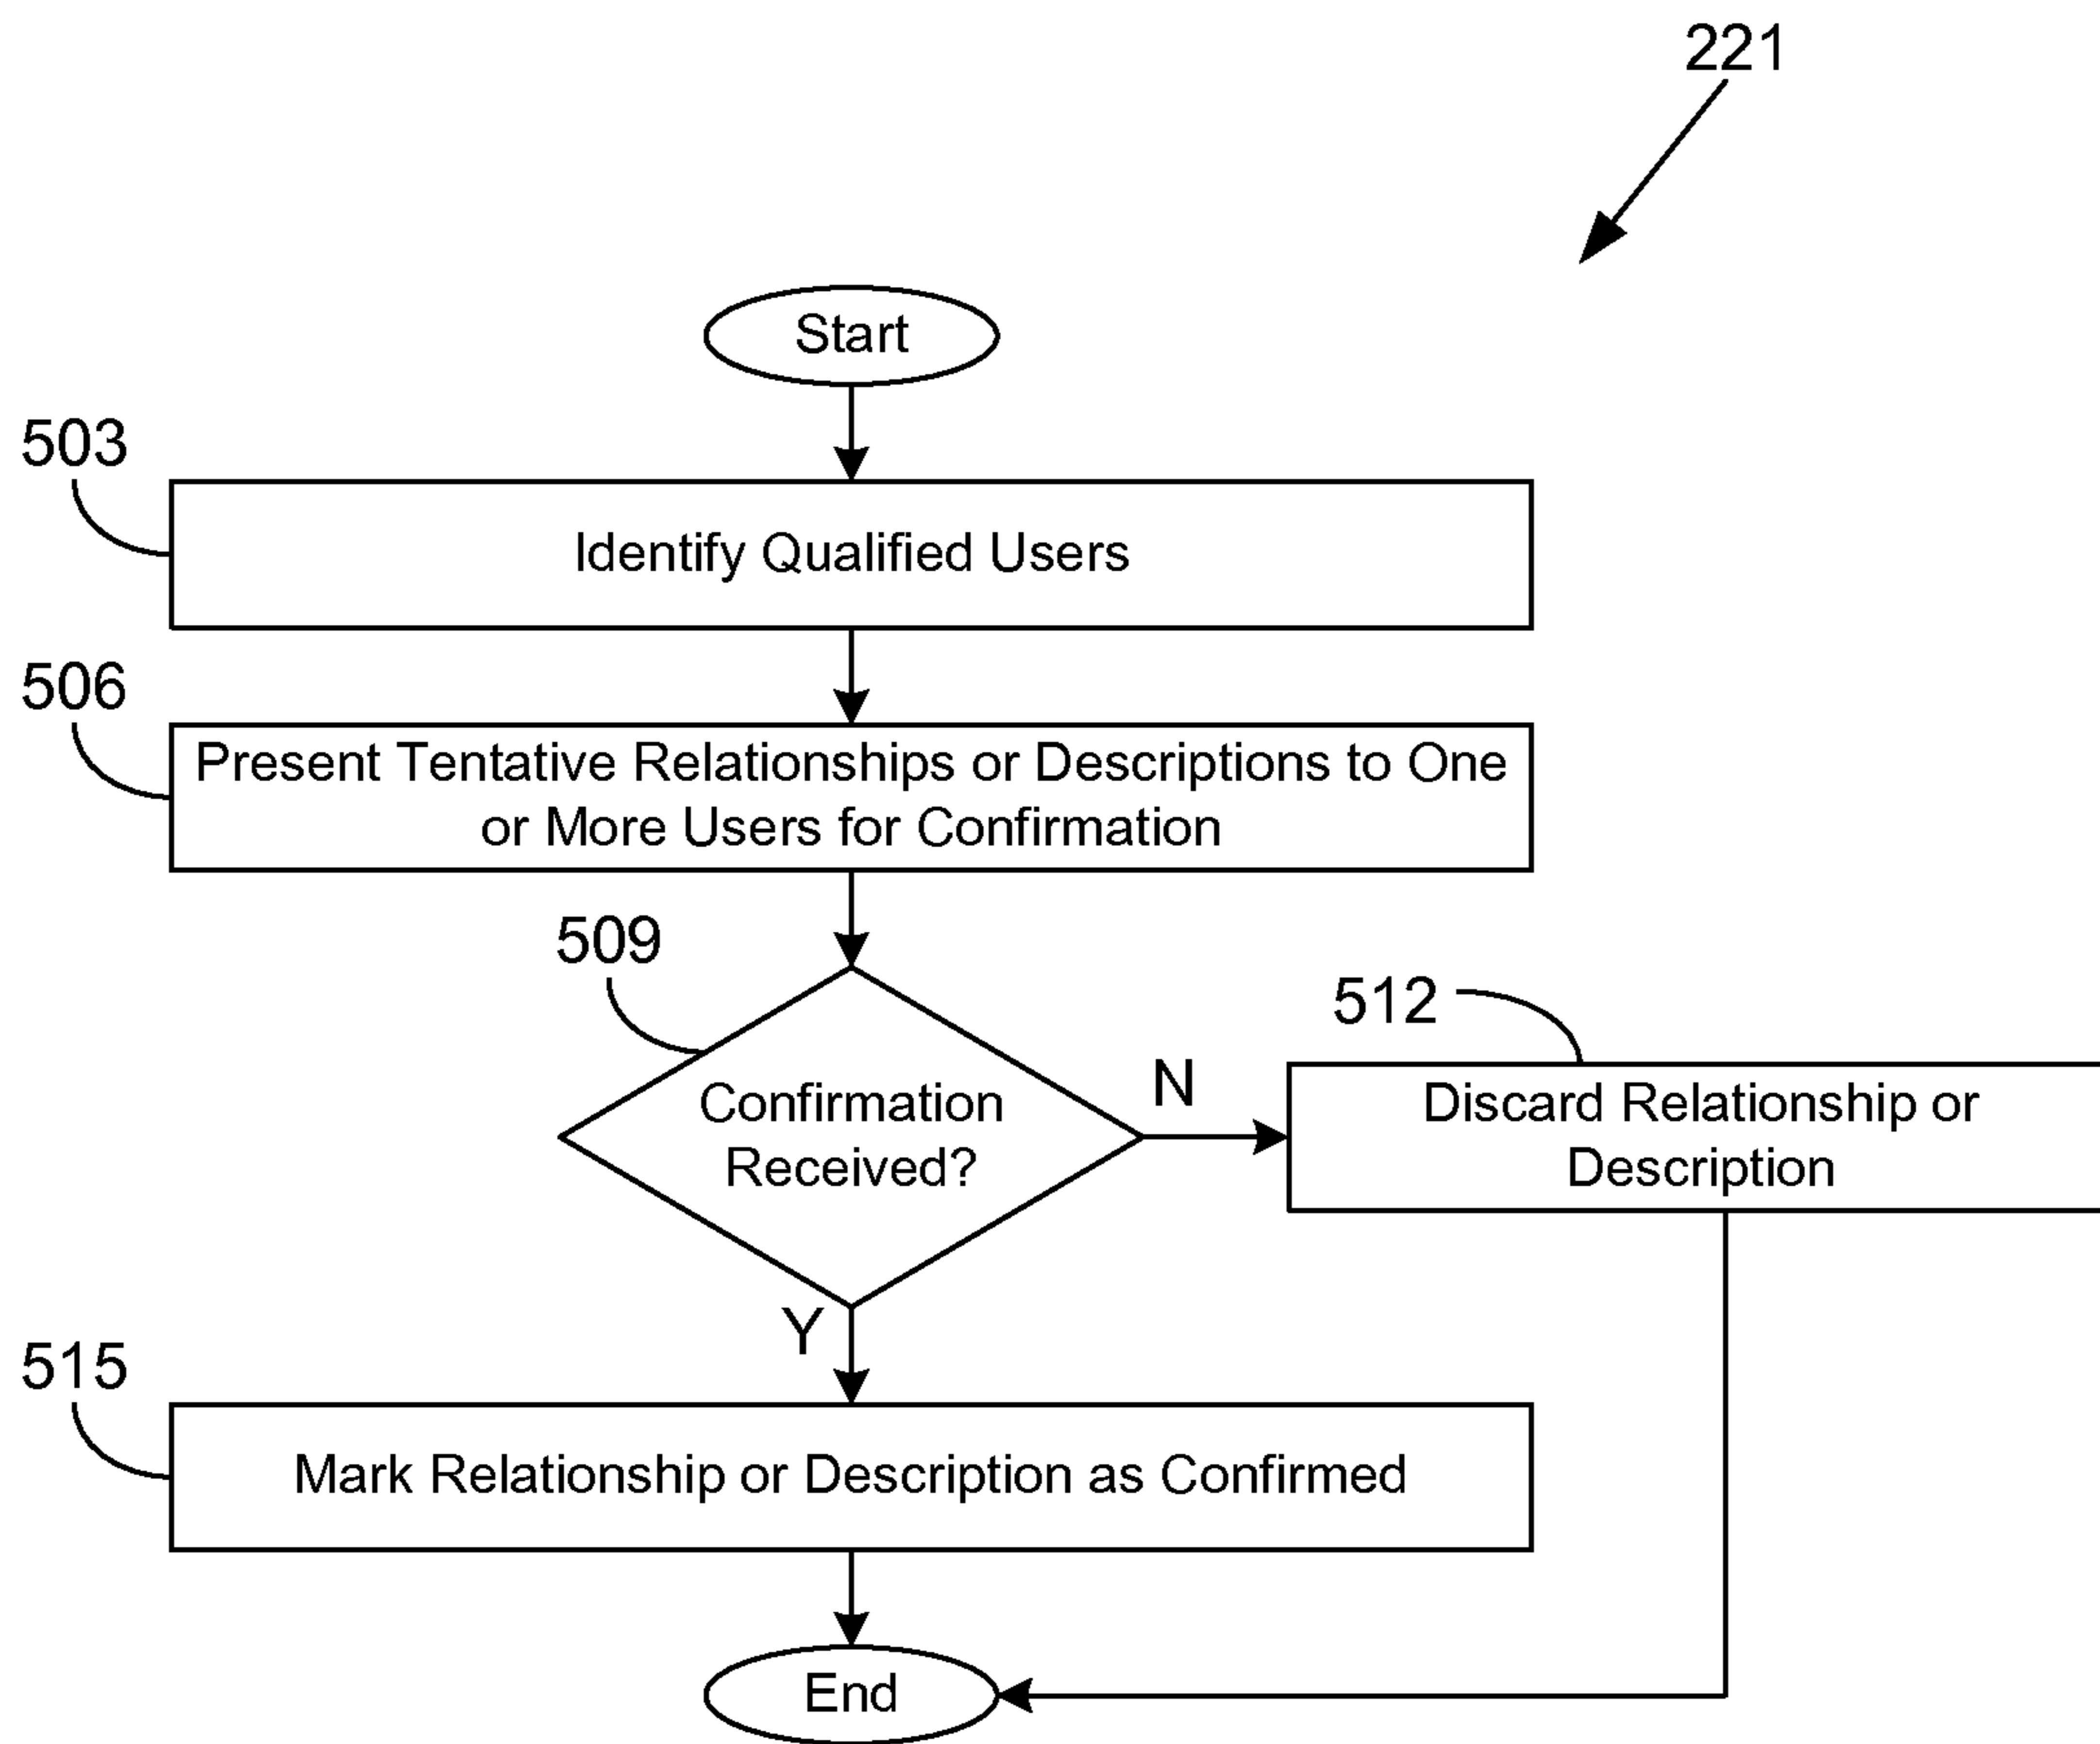 221
Start
503
Identify Qualified Users
506
Present Tentative Relationships or Descriptions to One
or More Users for Confirmation
509
Confirmation
Received?
N
512
Discard Relationship or
Description
Y
515
Mark Relationship or Description as Confirmed
End